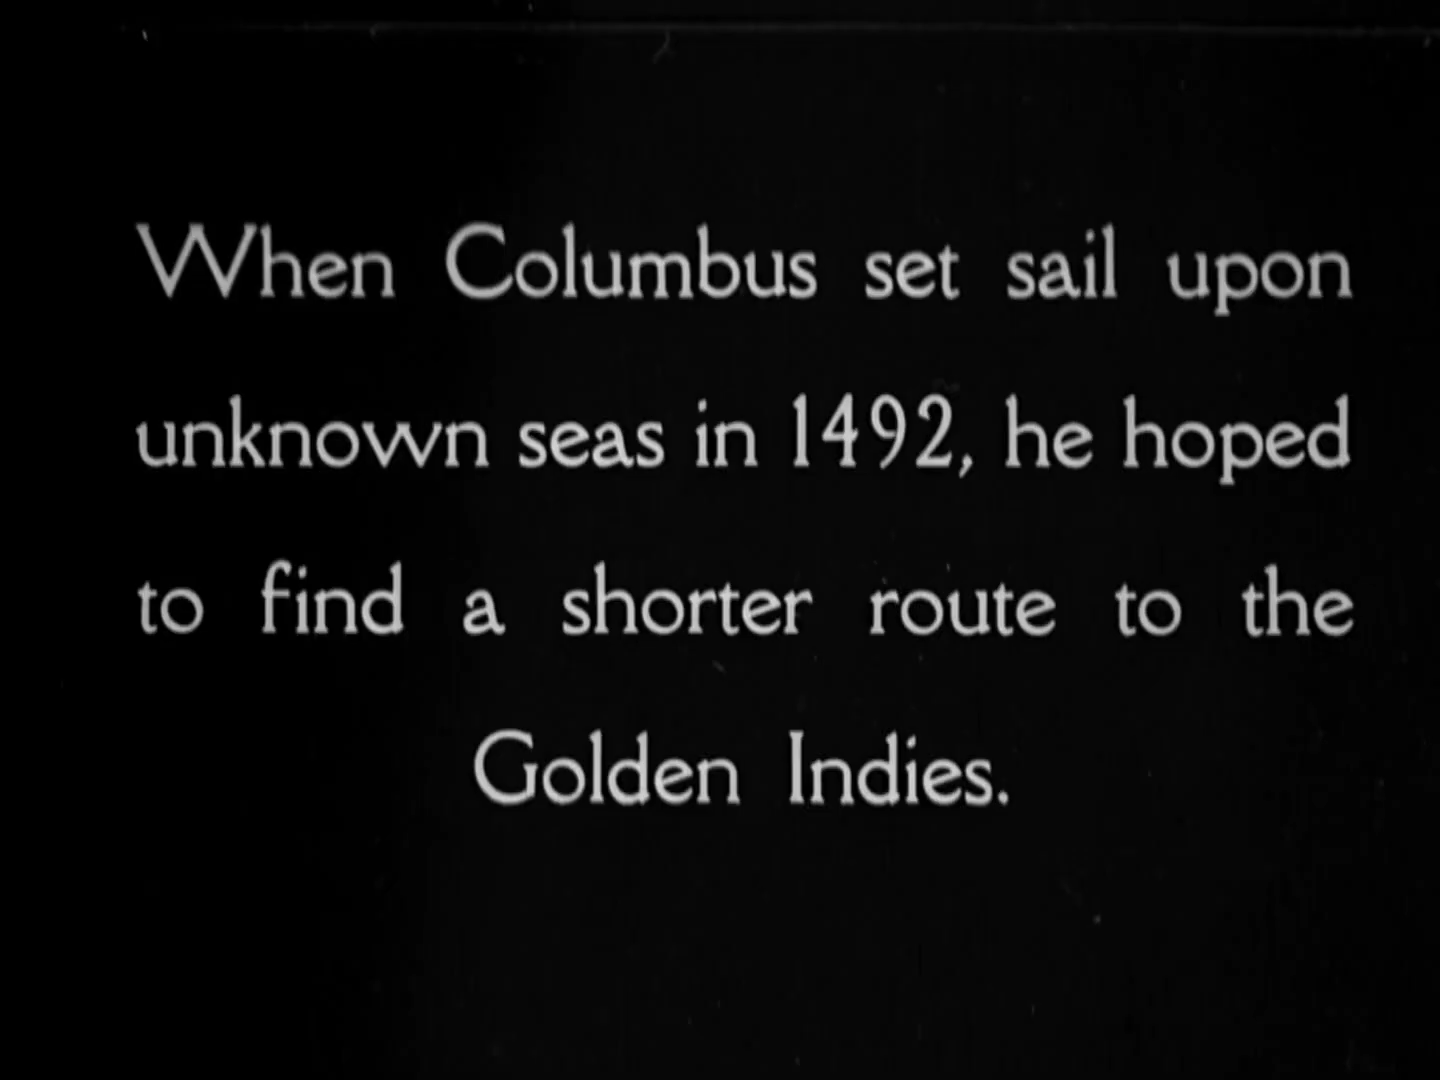 When Columbus set sail upon
unknown seas in 1492, he hoped
to find a shorter route to the
Golden Indies.